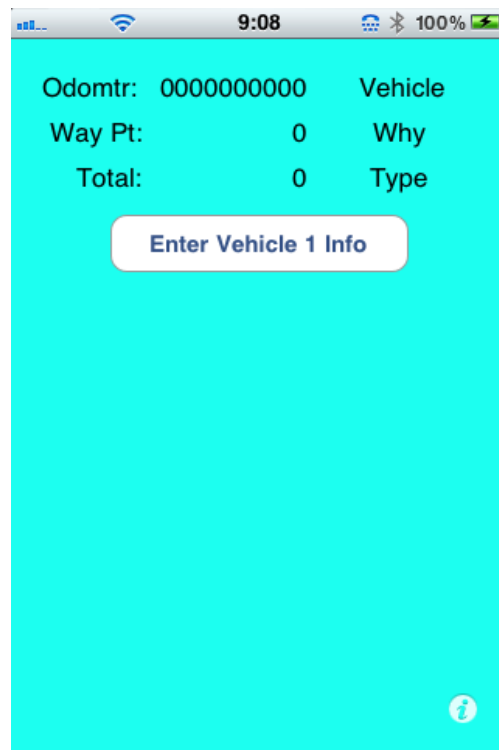 9:08 100%
Odomtr: 0000000000 Vehicle
Way Pt: 0 Why
Total: 0 Type
Enter Vehicle 1 Info
i